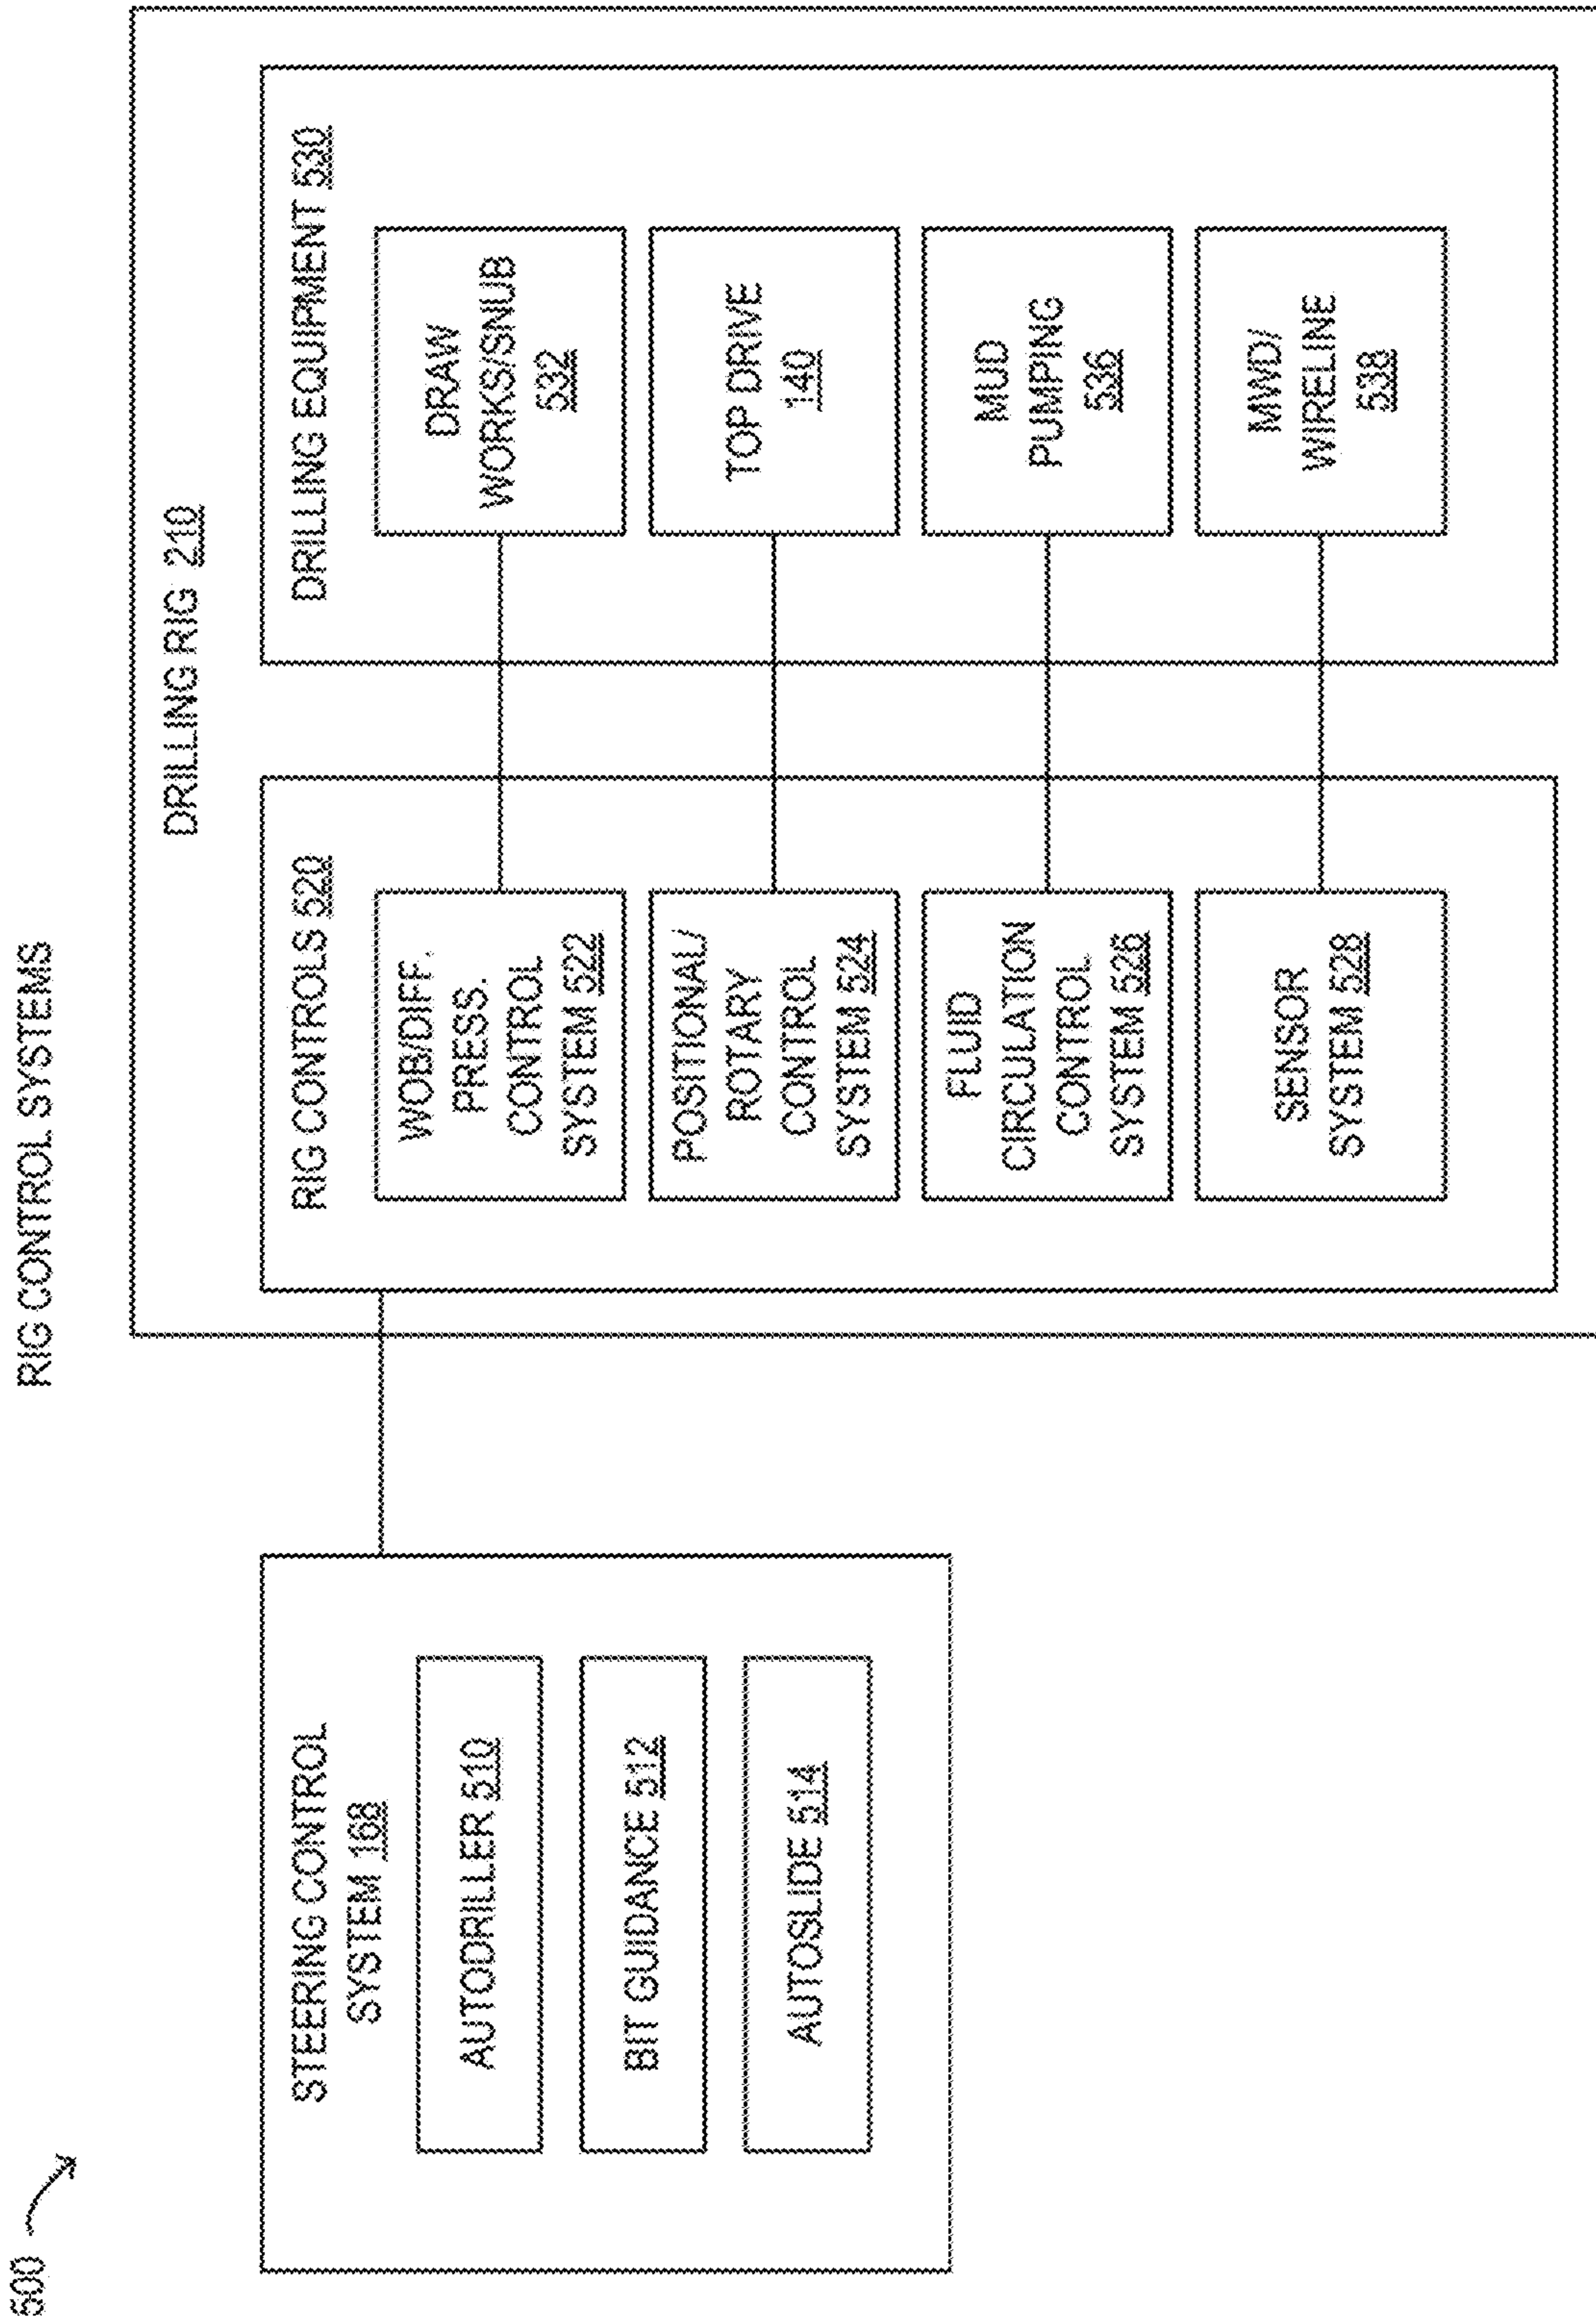 500
RIG CONTROL SYSTEMS
DRILLING RIG 210
STEERING CONTROL
SYSTEM 168
AUTODRILLER 510
BIT GUIDANCE 512
AUTOSLIDE 514
RIG CONTROLS 520
WOB/DIFF.
PRESS.
CONTROL
SYSTEM 522
POSITIONAL/
ROTARY
CONTROL
SYSTEM 524
FLUID
CIRCULATION
CONTROL
SYSTEM 526
SENSOR
SYSTEM 528
DRILLING EQUIPMENT 530
DRAW
WORKS/SNUB
532
TOP DRIVE
140
MUD
PUMPING
536
MWD/
WIRELINE
538